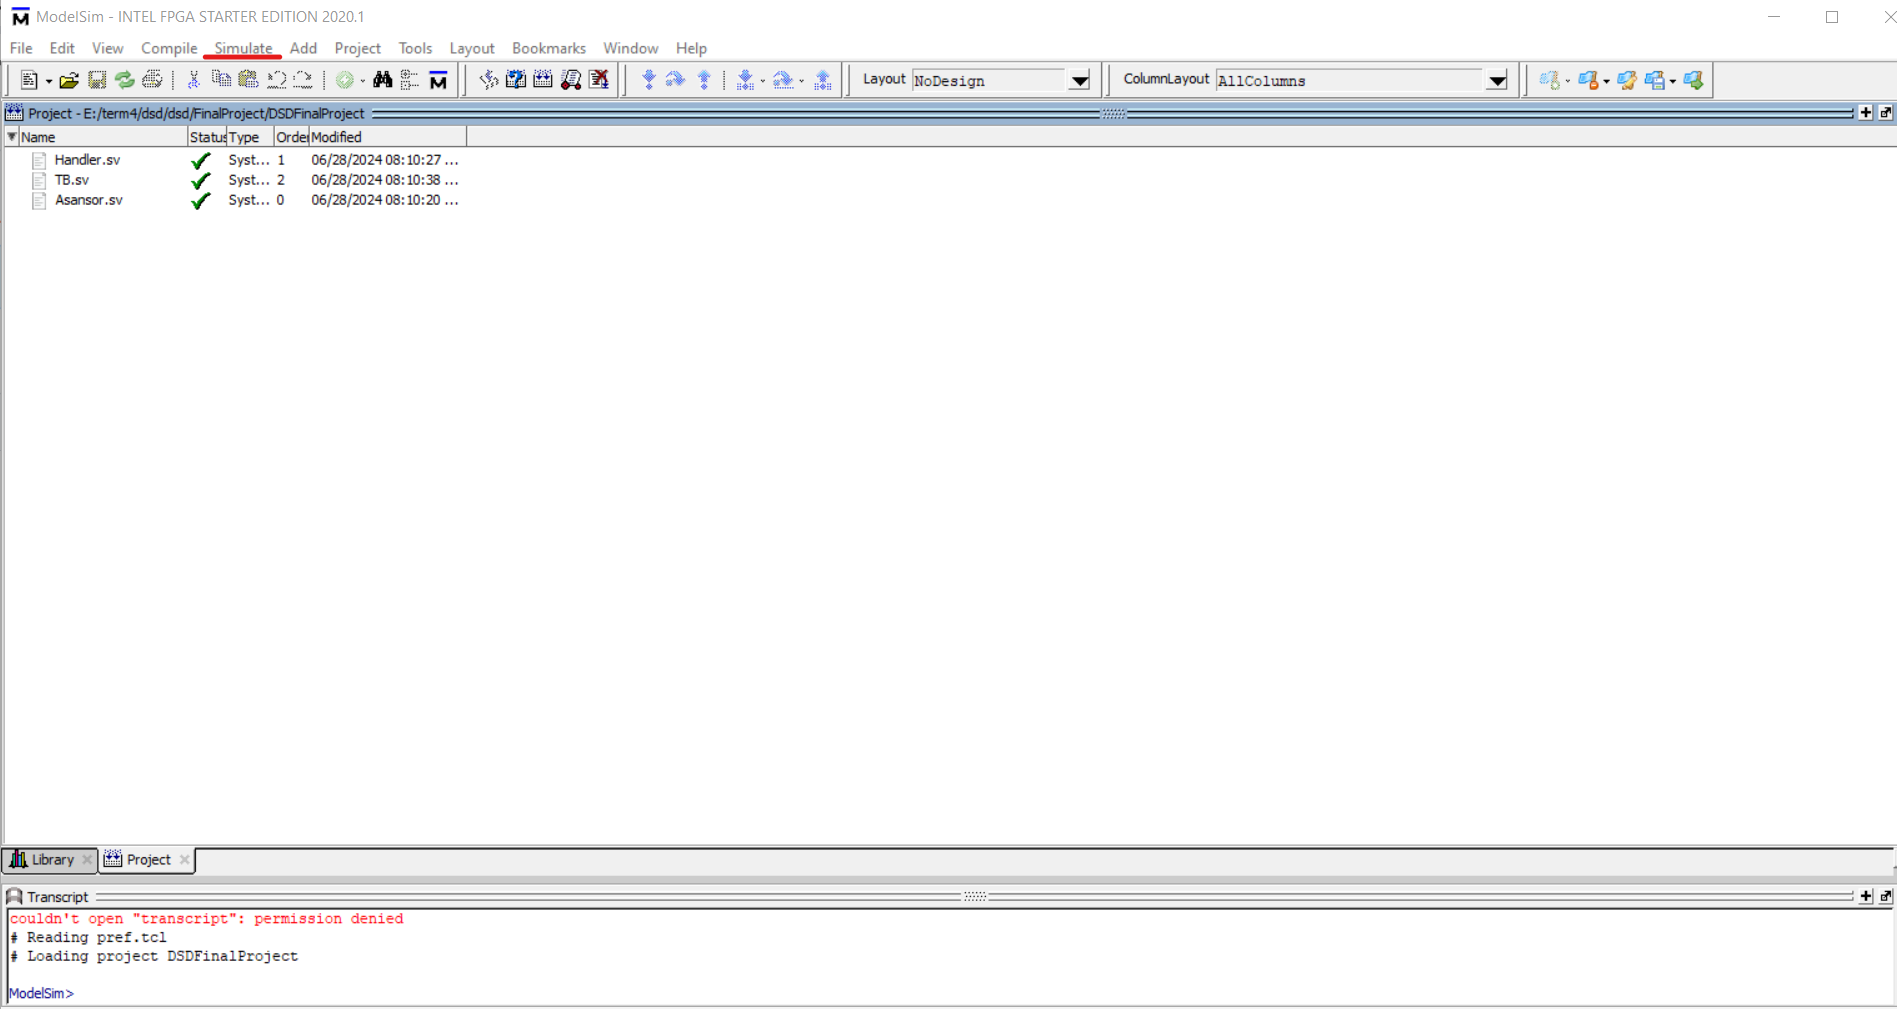 ModelSim - INTEL FPGA STARTER EDITION 2020.1
File Edit View Compile Simulate Add Project Tools Layout Bookmarks Window Help
Layout NoDesign ColumnLayout AllColumns
Project - E:/term4/dsd/dsd/FinalProject/DSDFinalProject
Name Status Type Order Modified
Handler.sv Syst... 1 06/28/2024 08:10:27 ...
TB.sv Syst... 2 06/28/2024 08:10:38 ...
Asansor.sv Syst... 0 06/28/2024 08:10:20 ...
Library Project
Transcript
couldn't open "transcript": permission denied
# Reading pref.tcl
# Loading project DSDFinalProject
ModelSim>